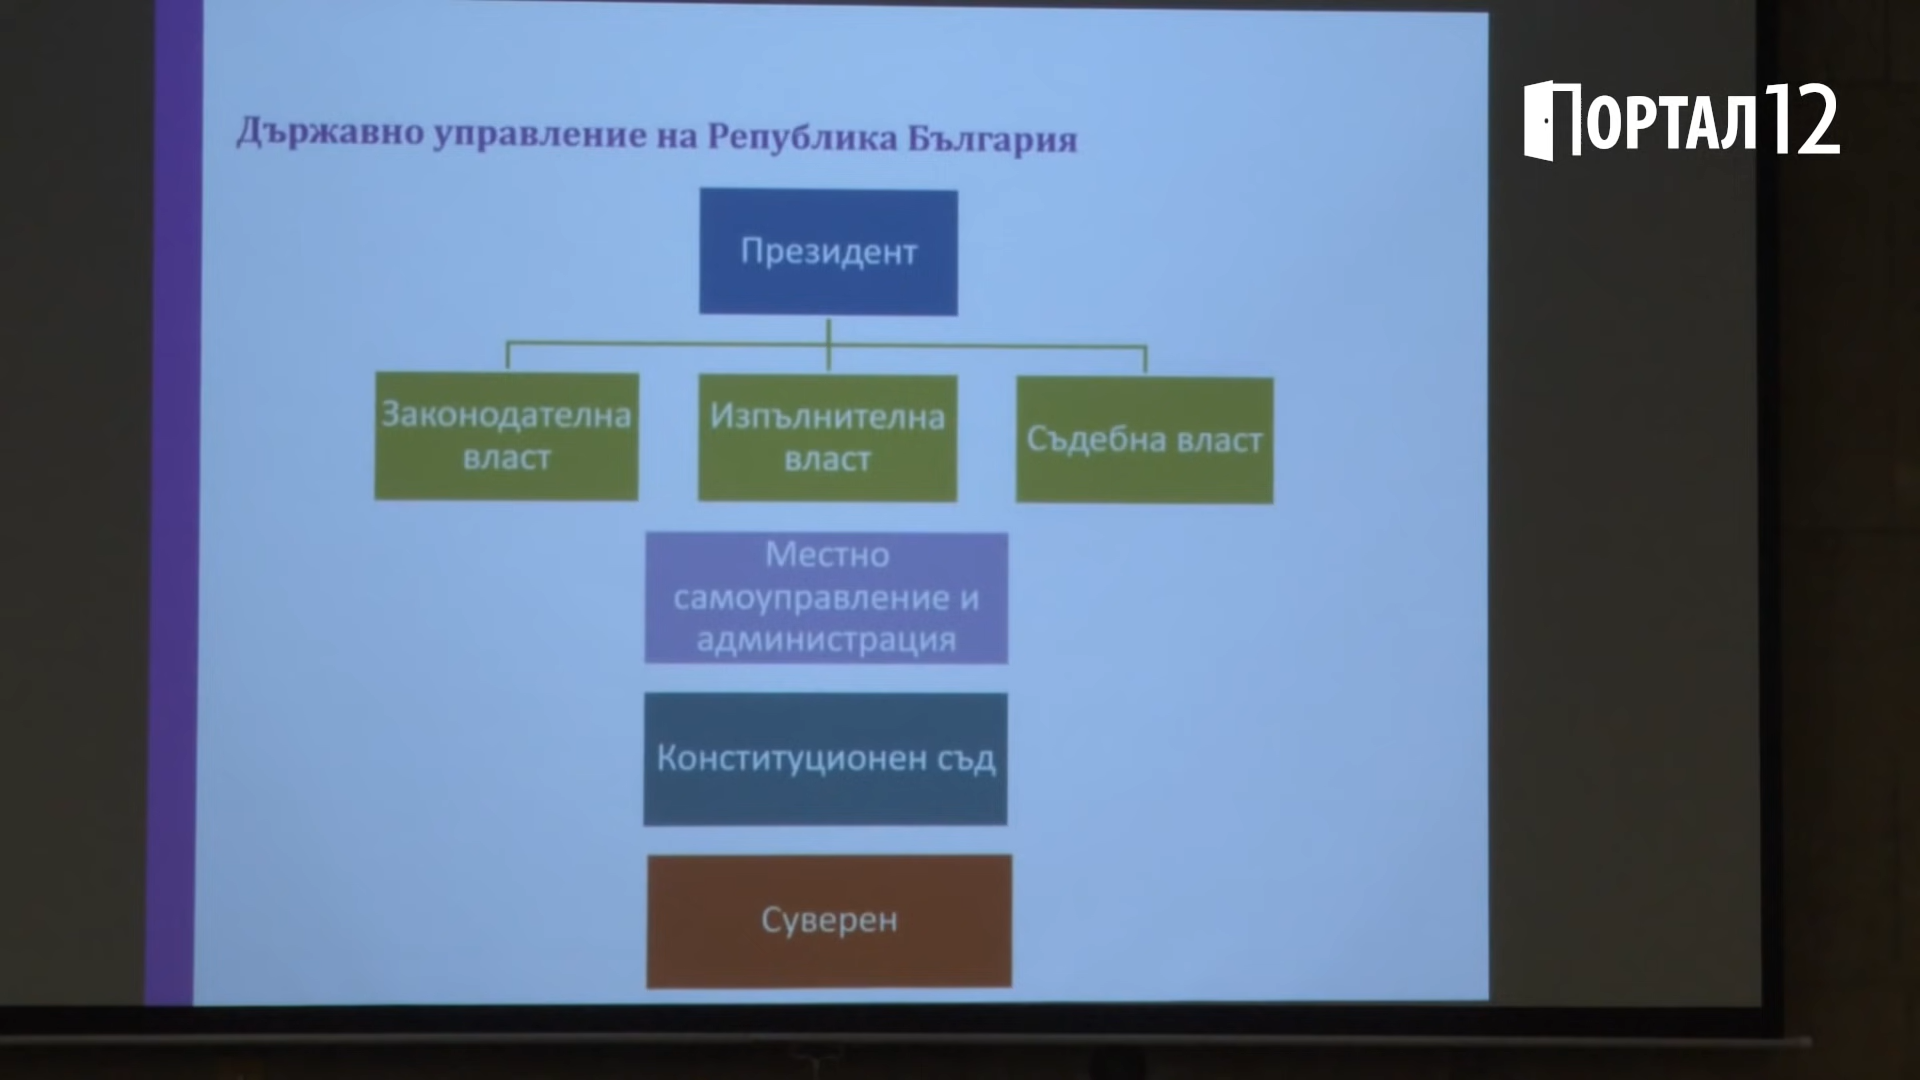 Държавно управление на Република България
ПОРТАЛ12
Президент
Законодателна
власт
Изпълнителна
власт
Съдебна власт
Местно
самоуправление и
администрация
Конституционен съд
Суверен